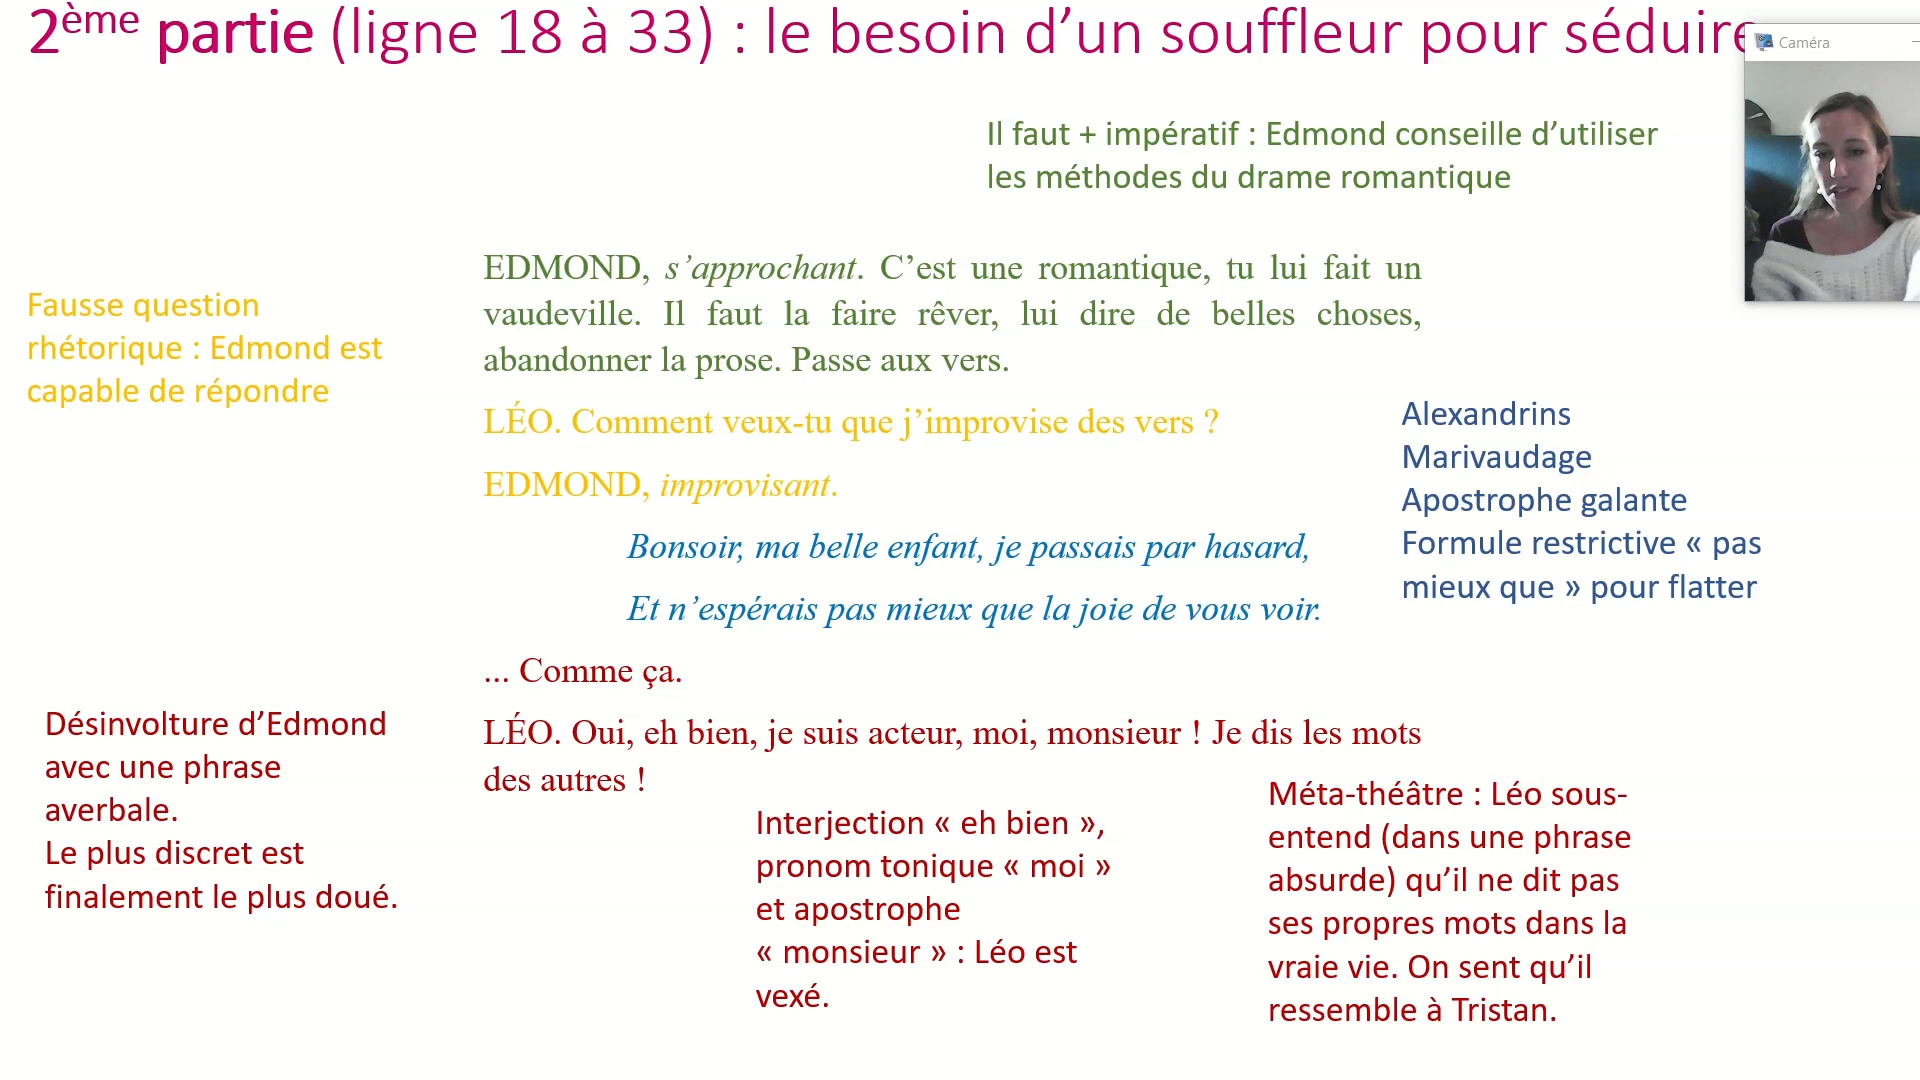 2ème partie (ligne 18 à 33) : le besoin d’un souffleur pour séduire
Caméra
Il faut + impératif : Edmond conseille d’utiliser
les méthodes du drame romantique
EDMOND, s’approchant. C’est une romantique, tu lui fait un
vaudeville. Il faut la faire rêver, lui dire de belles choses,
abandonner la prose. Passe aux vers.
Fausse question
rhétorique : Edmond est
capable de répondre
LÉO. Comment veux-tu que j’improvise des vers ?
EDMOND, improvisant.
Bonsoir, ma belle enfant, je passais par hasard,
Et n’espérais pas mieux que la joie de vous voir.
Alexandrins
Marivaudage
Apostrophe galante
Formule restrictive « pas
mieux que » pour flatter
... Comme ça.
LÉO. Oui, eh bien, je suis acteur, moi, monsieur ! Je dis les mots
des autres !
Désinvolture d’Edmond
avec une phrase
averbale.
Le plus discret est
finalement le plus doué.
Interjection « eh bien »,
pronom tonique « moi »
et apostrophe
« monsieur » : Léo est
vexé.
Méta-théâtre : Léo sous-
entend (dans une phrase
absurde) qu’il ne dit pas
ses propres mots dans la
vraie vie. On sent qu’il
ressemble à Tristan.